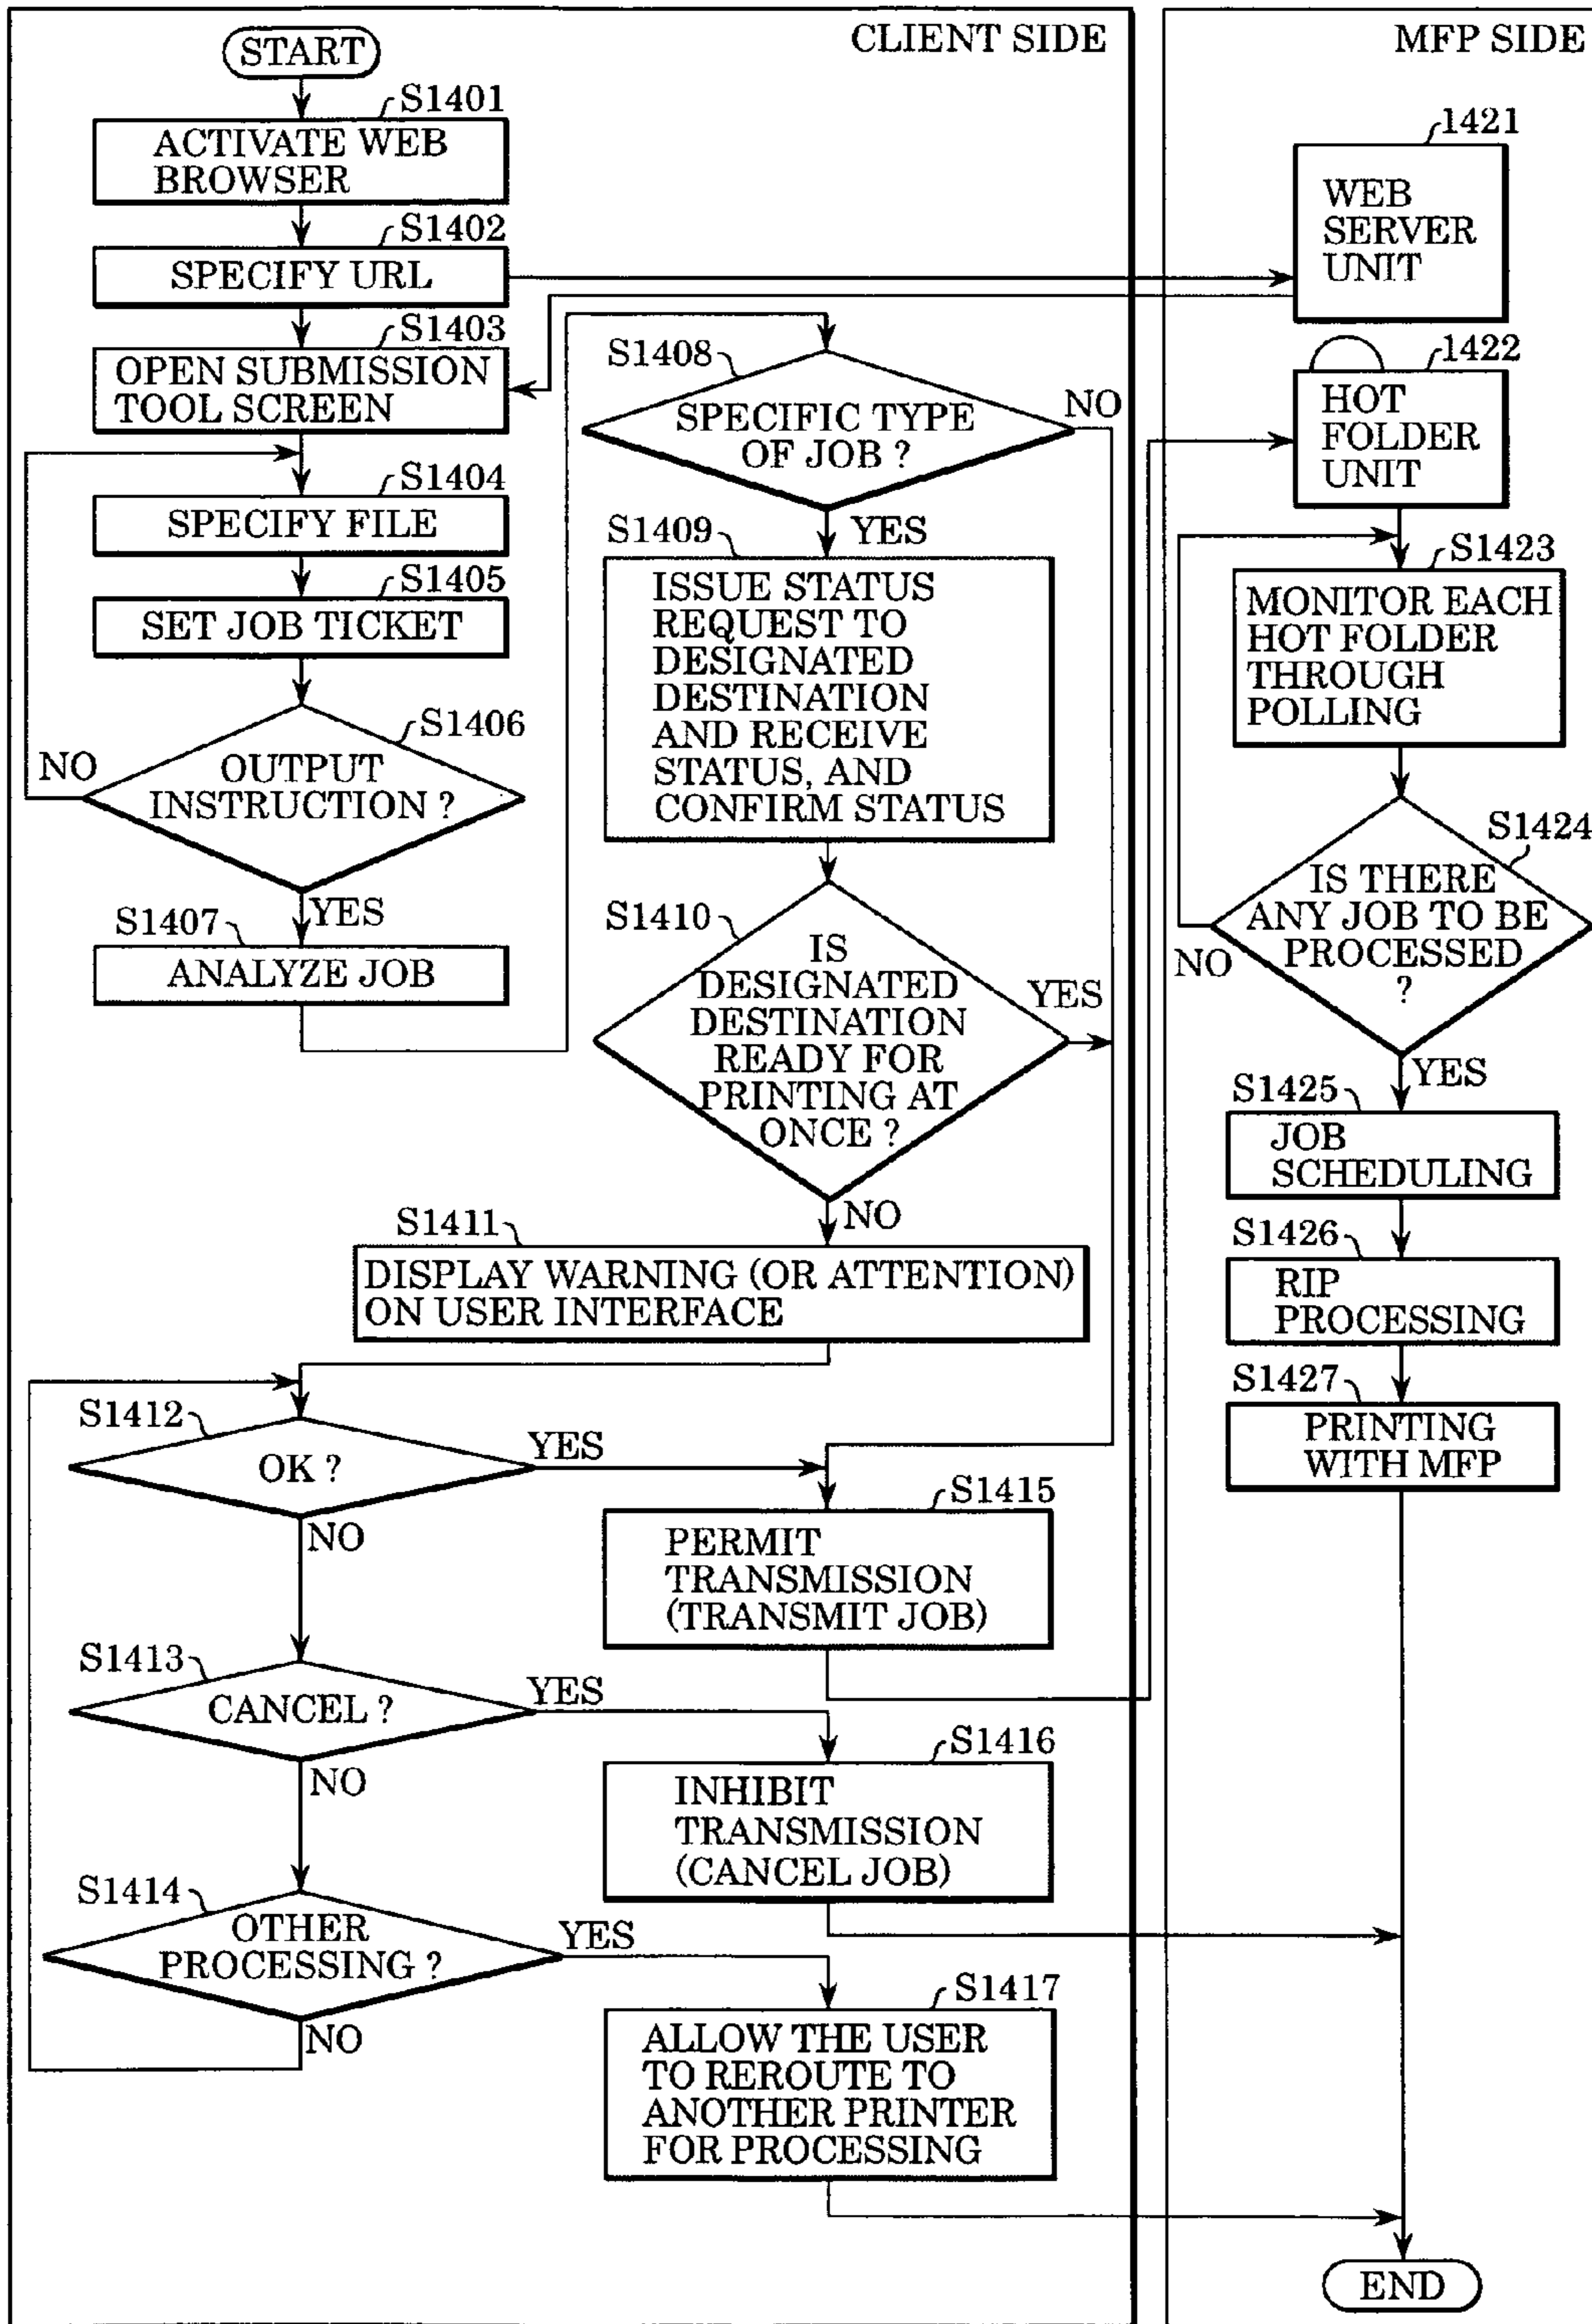 CLIENT SIDE
START
S1401
ACTIVATE WEB
BROWSER
S1402
SPECIFY URL
S1403
OPEN SUBMISSION
TOOL SCREEN
S1404
SPECIFY FILE
S1405
SET JOB TICKET
S1406
OUTPUT
INSTRUCTION ?
NO
YES
S1407
ANALYZE JOB
S1408
SPECIFIC TYPE
OF JOB ?
NO
YES
S1409
ISSUE STATUS
REQUEST TO
DESIGNATED
DESTINATION
AND RECEIVE
STATUS, AND
CONFIRM STATUS
S1410
IS
DESIGNATED
DESTINATION
READY FOR
PRINTING AT
ONCE ?
YES
NO
S1411
DISPLAY WARNING (OR ATTENTION)
ON USER INTERFACE
S1412
OK ?
YES
NO
S1413
CANCEL ?
YES
NO
S1414
OTHER
PROCESSING ?
YES
NO
S1415
PERMIT
TRANSMISSION
(TRANSMIT JOB)
S1416
INHIBIT
TRANSMISSION
(CANCEL JOB)
S1417
ALLOW THE USER
TO REROUTE TO
ANOTHER PRINTER
FOR PROCESSING
MFP SIDE
1421
WEB
SERVER
UNIT
1422
HOT
FOLDER
UNIT
S1423
MONITOR EACH
HOT FOLDER
THROUGH
POLLING
S1424
IS THERE
ANY JOB TO BE
PROCESSED
?
NO
YES
S1425
JOB
SCHEDULING
S1426
RIP
PROCESSING
S1427
PRINTING
WITH MFP
END